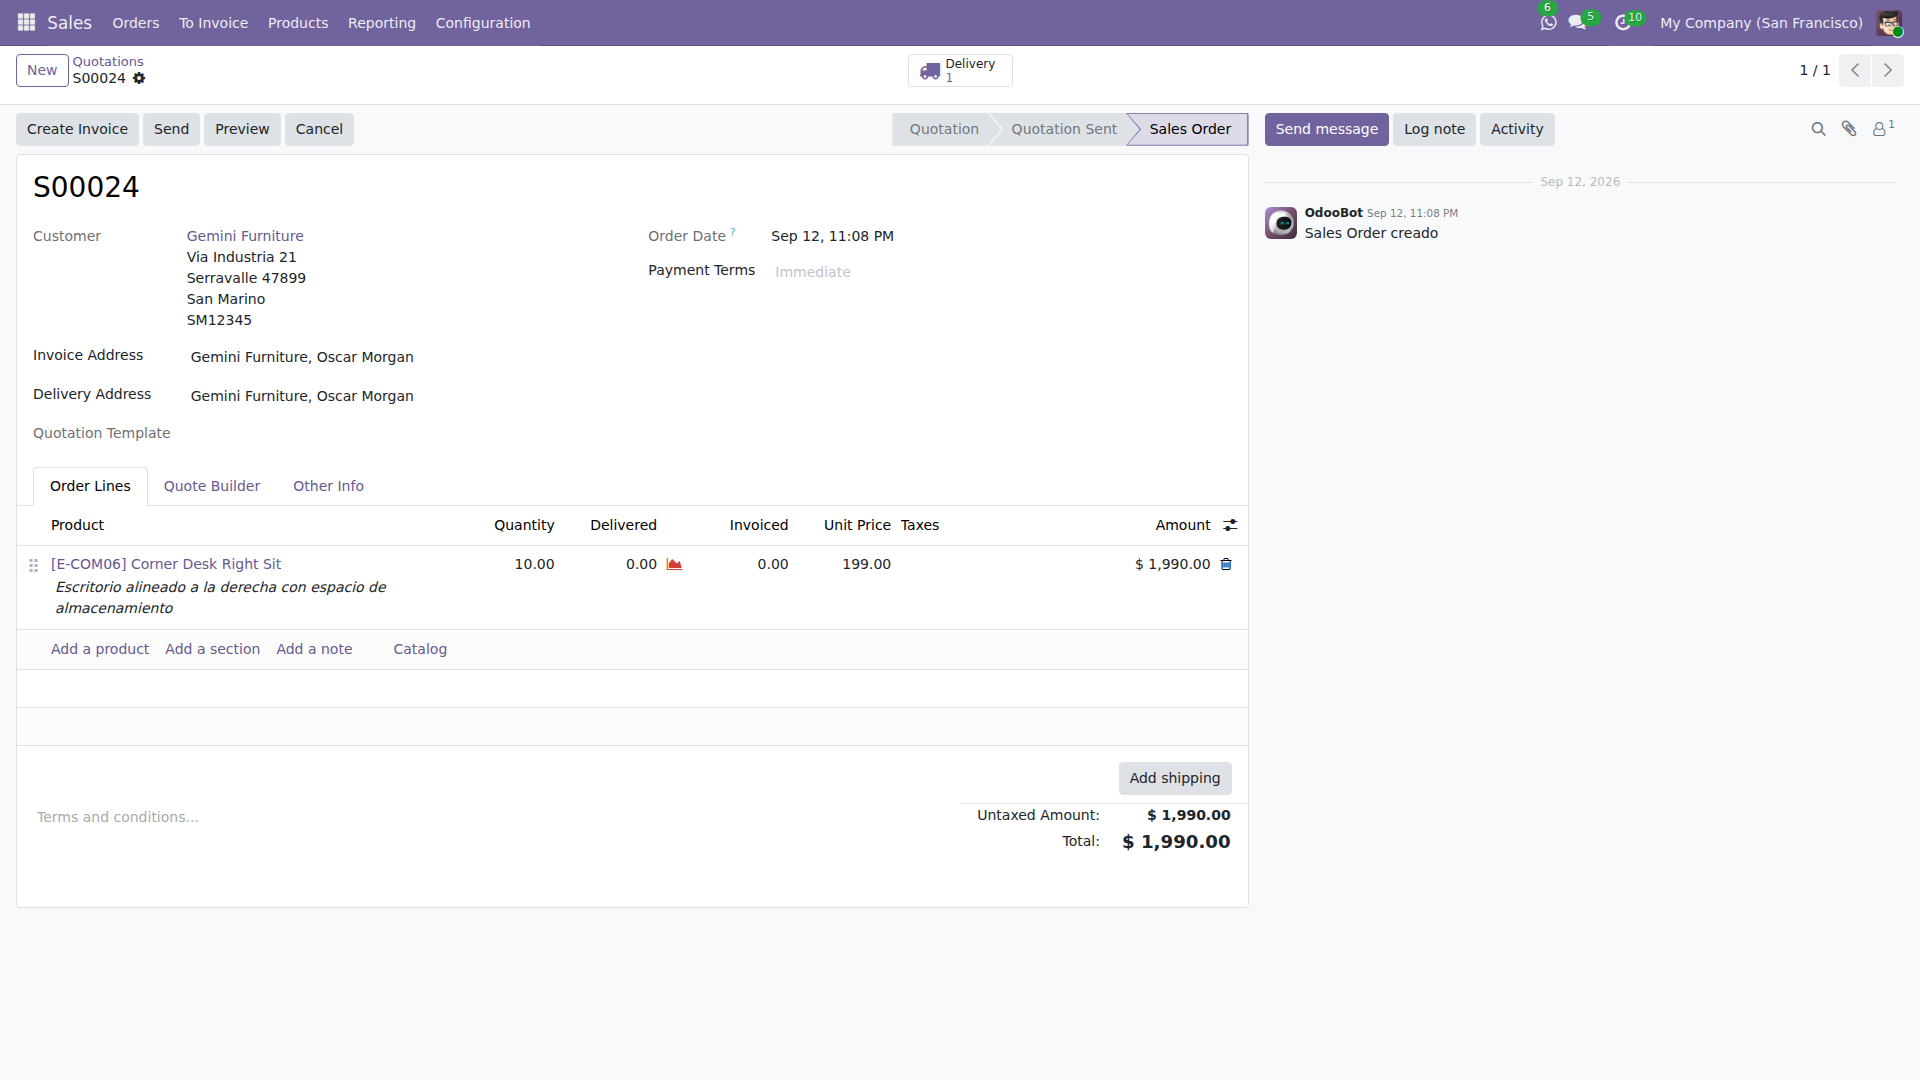 Sales Orders To Invoice Products Reporting Configuration 6 5 10 My Company (San Francisco)
New Quotations
S00024
Delivery
1
1 / 1
Create Invoice Send Preview Cancel Quotation Quotation Sent Sales Order Send message Log note Activity 1
S00024
Customer Gemini Furniture
Via Industria 21
Serravalle 47899
San Marino
SM12345
Order Date ? Sep 12, 11:08 PM
Payment Terms Immediate
Invoice Address Gemini Furniture, Oscar Morgan
Delivery Address Gemini Furniture, Oscar Morgan
Quotation Template
Order Lines Quote Builder Other Info
Product Quantity Delivered Invoiced Unit Price Taxes Amount
[E-COM06] Corner Desk Right Sit 10.00 0.00 0.00 199.00 $ 1,990.00
Escritorio alineado a la derecha con espacio de
almacenamiento
Add a product Add a section Add a note Catalog
Add shipping
Terms and conditions...
Untaxed Amount: $ 1,990.00
Total: $ 1,990.00
Sep 12, 2026
OdooBot Sep 12, 11:08 PM
Sales Order creado